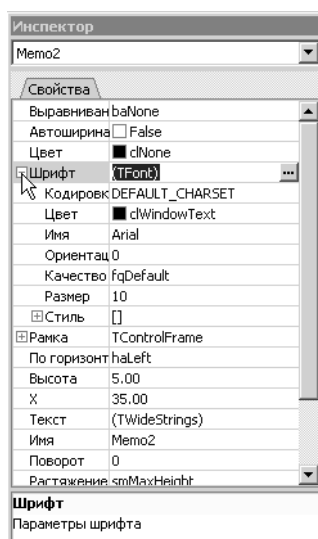 Инспектор
Memo2
Свойства
Выравниван baNone
Автоширина False
Цвет clNone
Шрифт (TFont) ...
Кодировк DEFAULT_CHARSET
Цвет clWindowText
Имя Arial
Ориентац 0
Качество fqDefault
Размер 10
Стиль []
Рамка TControlFrame
По горизонт haLeft
Высота 5.00
X 35.00
Текст (TWideStrings)
Имя Memo2
Поворот 0
Растяжение smMaxHeight
Шрифт
Параметры шрифта